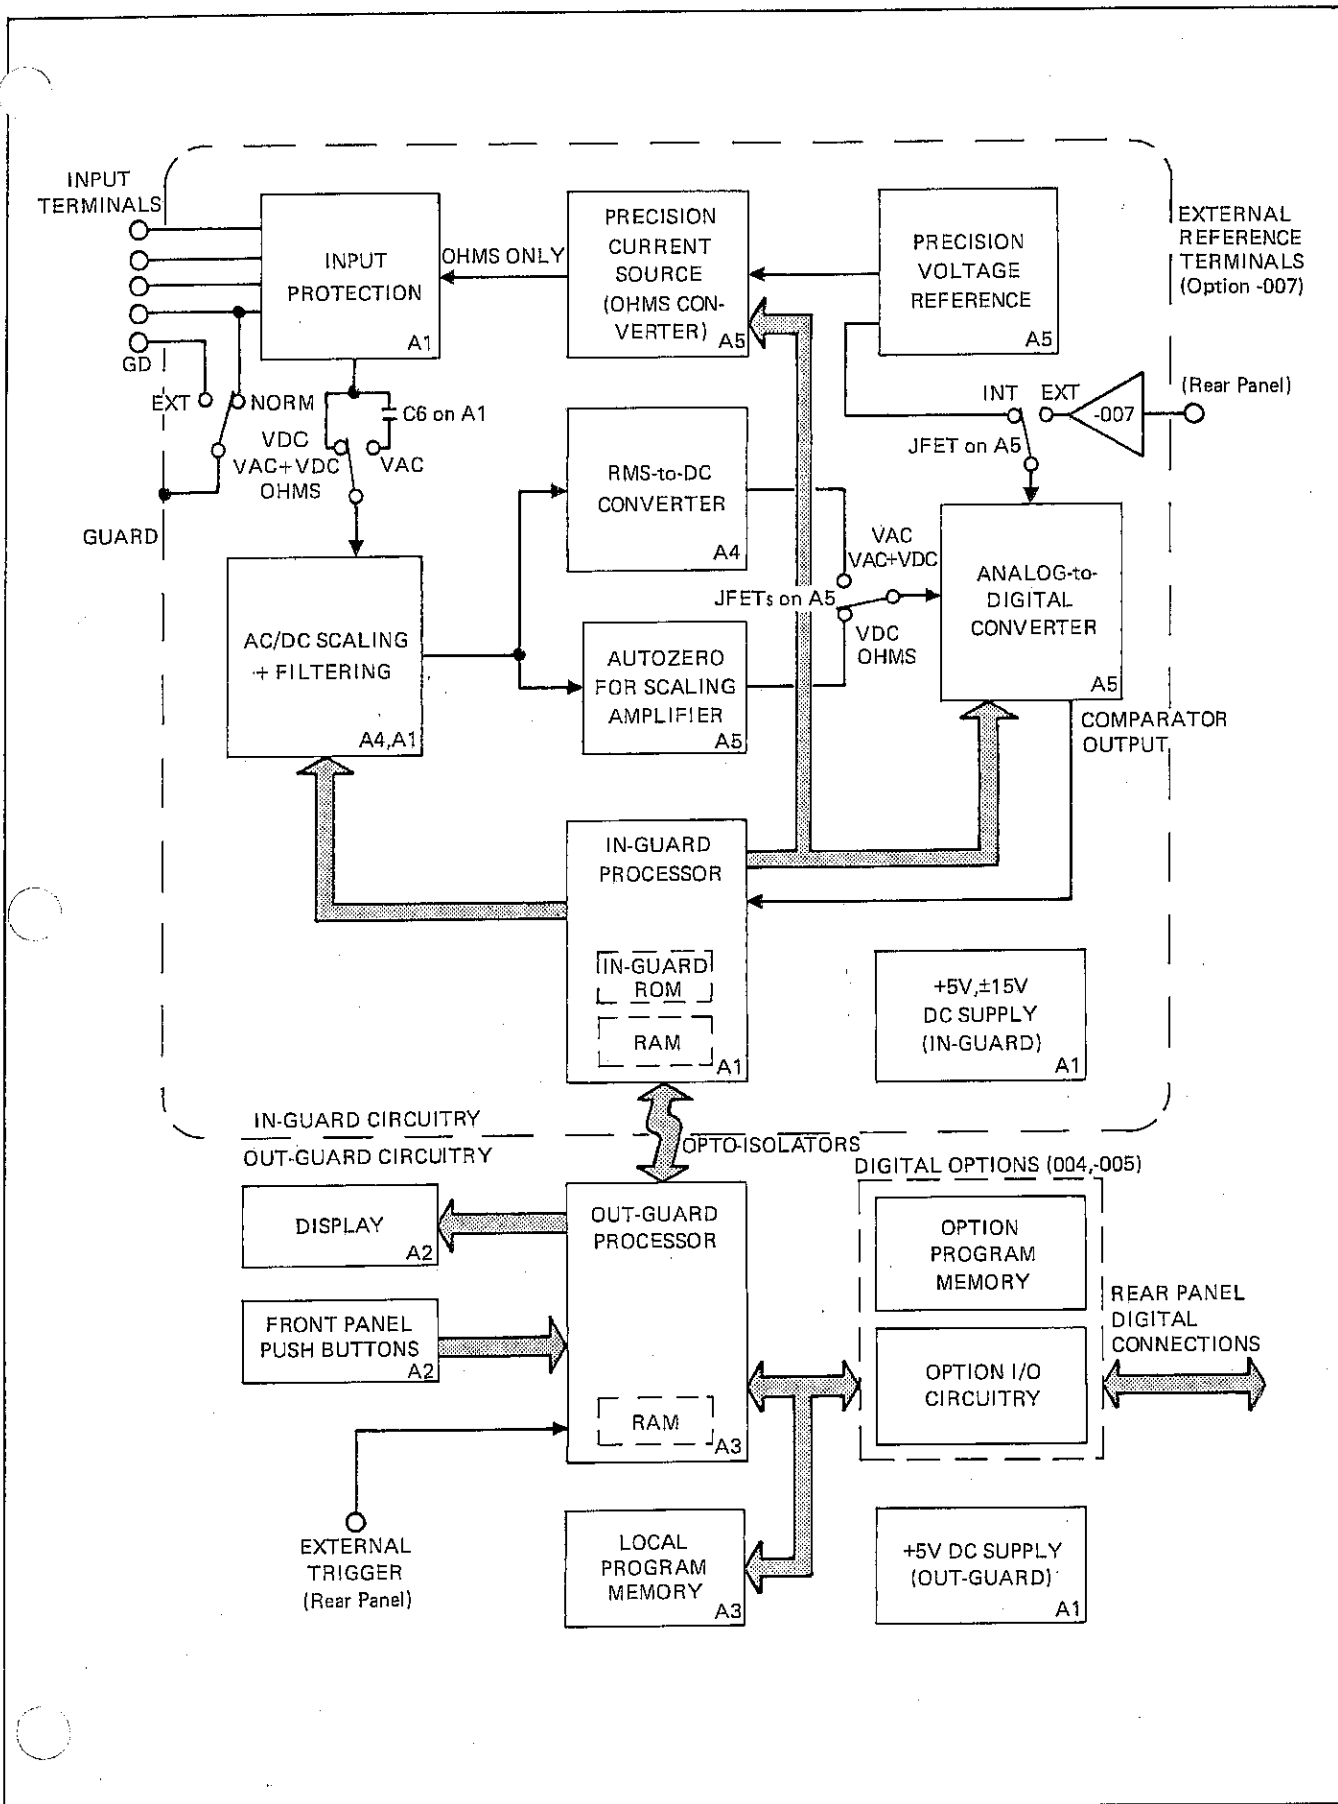 INPUT
TERMINALS
GD
EXT
NORM
GUARD
INPUT
PROTECTION
A1
OHMS ONLY
PRECISION
CURRENT
SOURCE
(OHMS CON-
VERTER)
A5
PRECISION
VOLTAGE
REFERENCE
A5
EXTERNAL
REFERENCE
TERMINALS
(Option -007)
(Rear Panel)
INT
EXT
-007
JFET on A5
C6 on A1
VDC
VAC+VDC
OHMS
VAC
RMS-to-DC
CONVERTER
A4
VAC
VAC+VDC
JFETs on A5
VDC
OHMS
ANALOG-to-
DIGITAL
CONVERTER
A5
AC/DC SCALING
+ FILTERING
A4,A1
AUTOZERO
FOR SCALING
AMPLIFIER
A5
COMPARATOR
OUTPUT
IN-GUARD
PROCESSOR
IN-GUARD
ROM
RAM
A1
+5V,±15V
DC SUPPLY
(IN-GUARD)
A1
IN-GUARD CIRCUITRY
OUT-GUARD CIRCUITRY
OPTO-ISOLATORS
DIGITAL OPTIONS (004,-005)
DISPLAY
A2
OUT-GUARD
PROCESSOR
RAM
A3
OPTION
PROGRAM
MEMORY
FRONT PANEL
PUSH BUTTONS
A2
OPTION I/O
CIRCUITRY
REAR PANEL
DIGITAL
CONNECTIONS
EXTERNAL
TRIGGER
(Rear Panel)
LOCAL
PROGRAM
MEMORY
A3
+5V DC SUPPLY
(OUT-GUARD)
A1